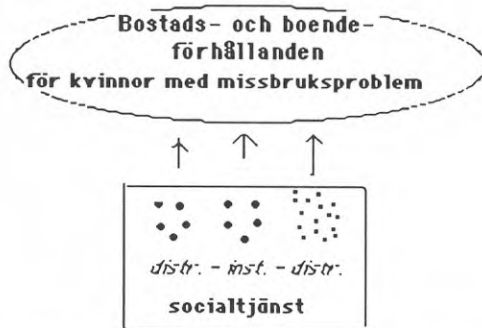 Bostads- och boende-
förhållanden
för kvinnor med missbruksproblem
distr. - inst. - distr.
socialtjänst